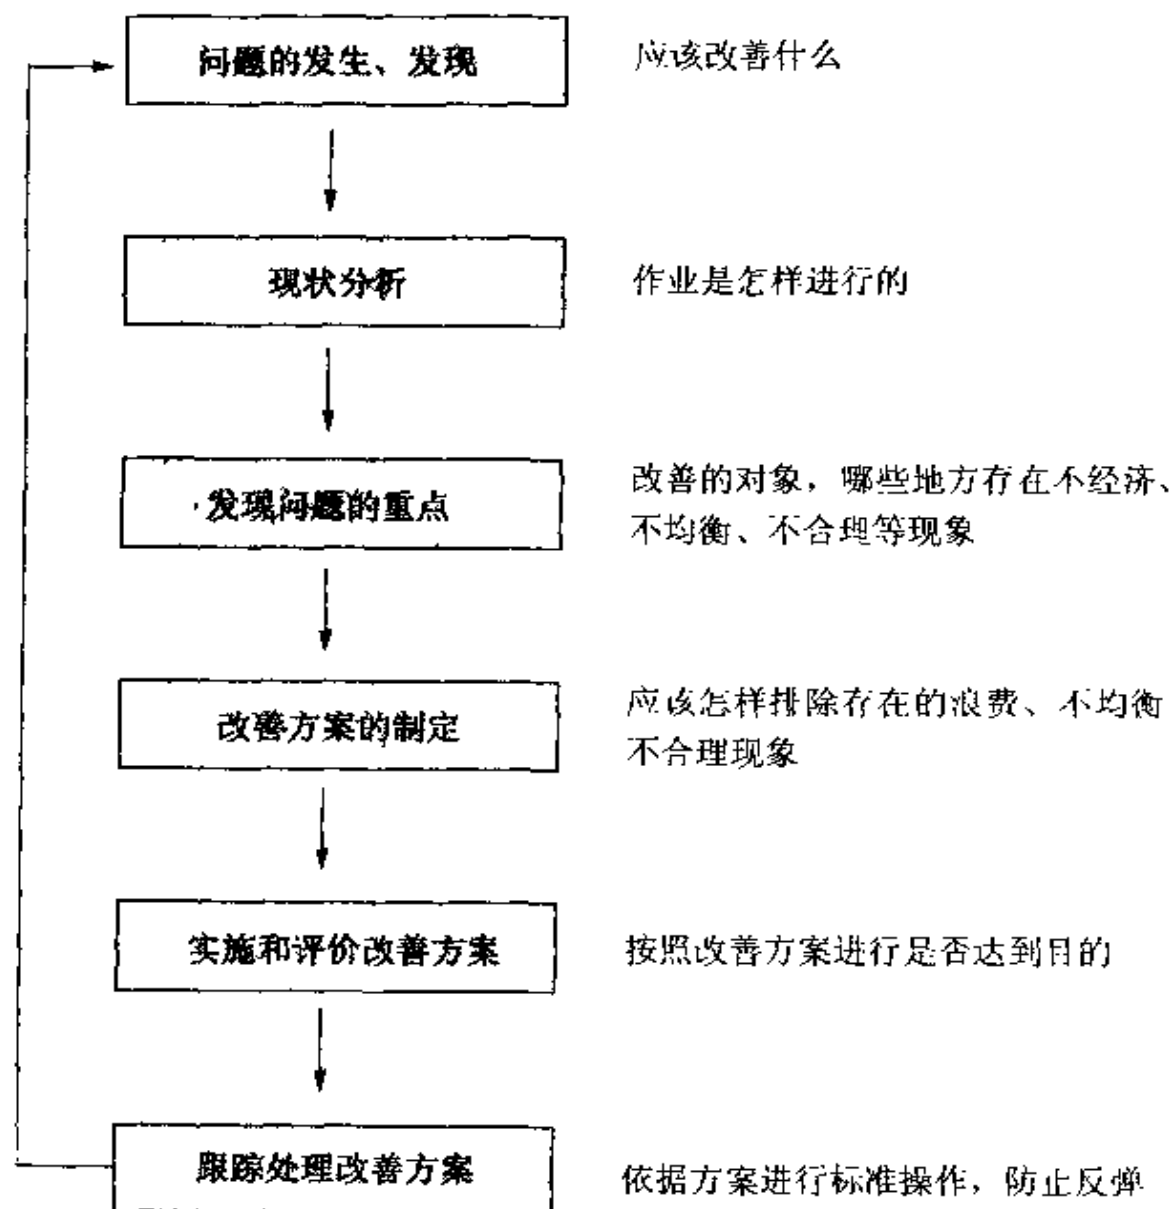 问题的发生、发现
应该改善什么
现状分析
作业是怎样进行的
发现问题的重点
改善的对象，哪些地方存在不经济、
不均衡、不合理等现象
改善方案的制定
应该怎样排除存在的浪费、不均衡
不合理现象
实施和评价改善方案
按照改善方案进行是否达到目的
跟踪处理改善方案
依据方案进行标准操作，防止反弹